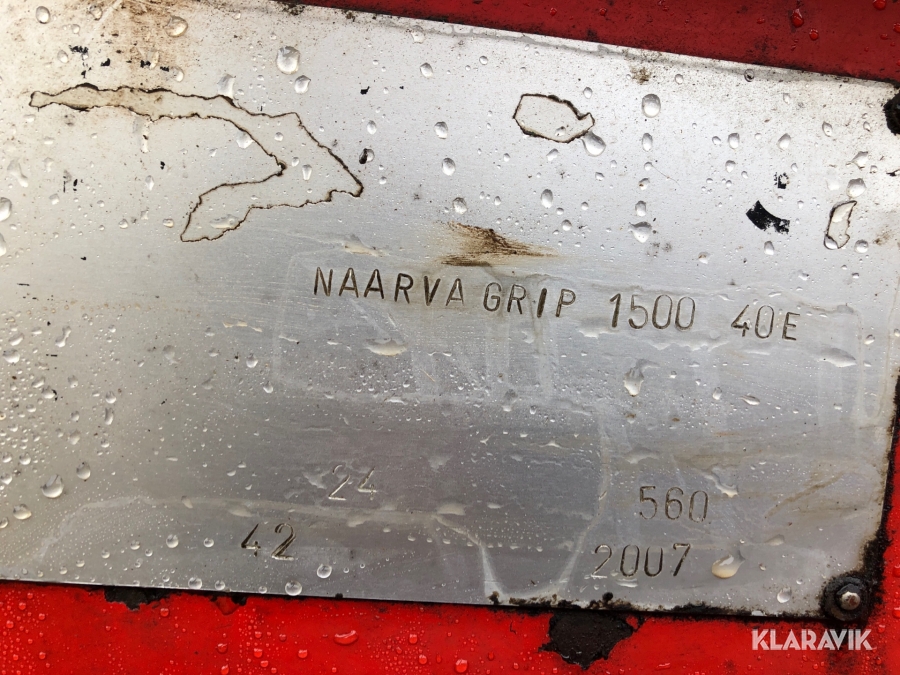 NAARVA GRIP 1500 40E
24 560
42 2007
KLARAVIK